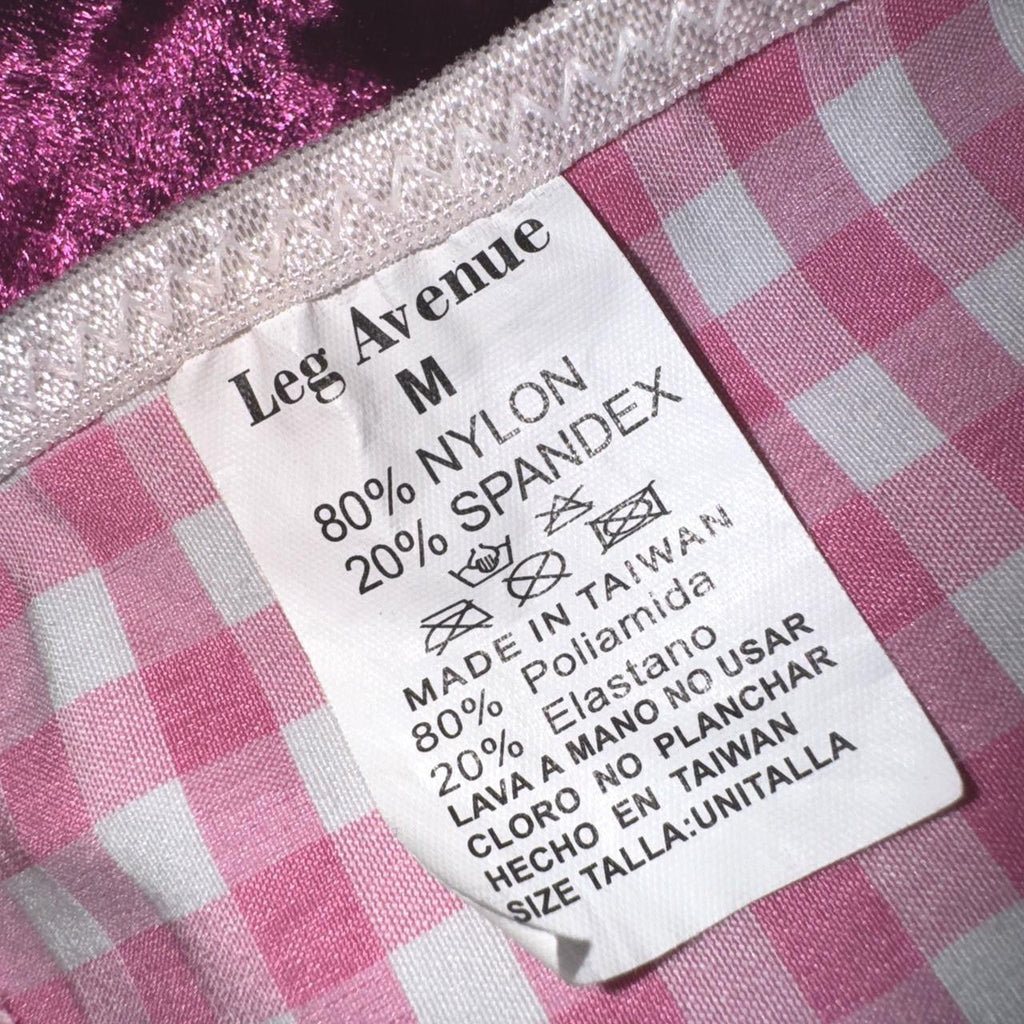 Leg Avenue
M
80% NYLON
20% SPANDEX
MADE IN TAIWAN
80% Poliamida
20% Elastano
LAVA A MANO NO USAR
CLORO NO PLANCHAR
HECHO EN TAIWAN
SIZE TALLA:UNITALLA